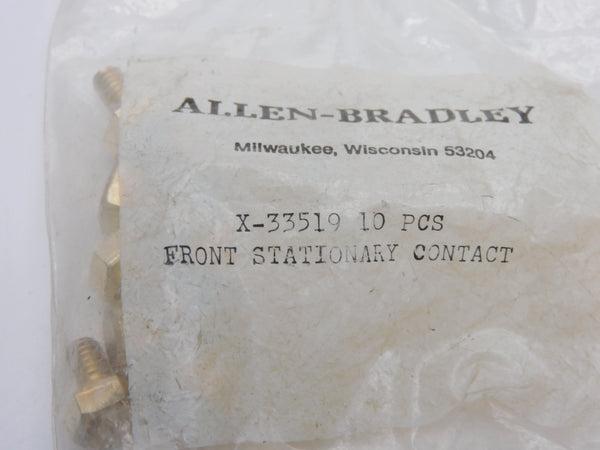 ALLEN-BRADLEY
Milwaukee, Wisconsin 53204
X-33519 10 PCS
FRONT STATIONARY CONTACT